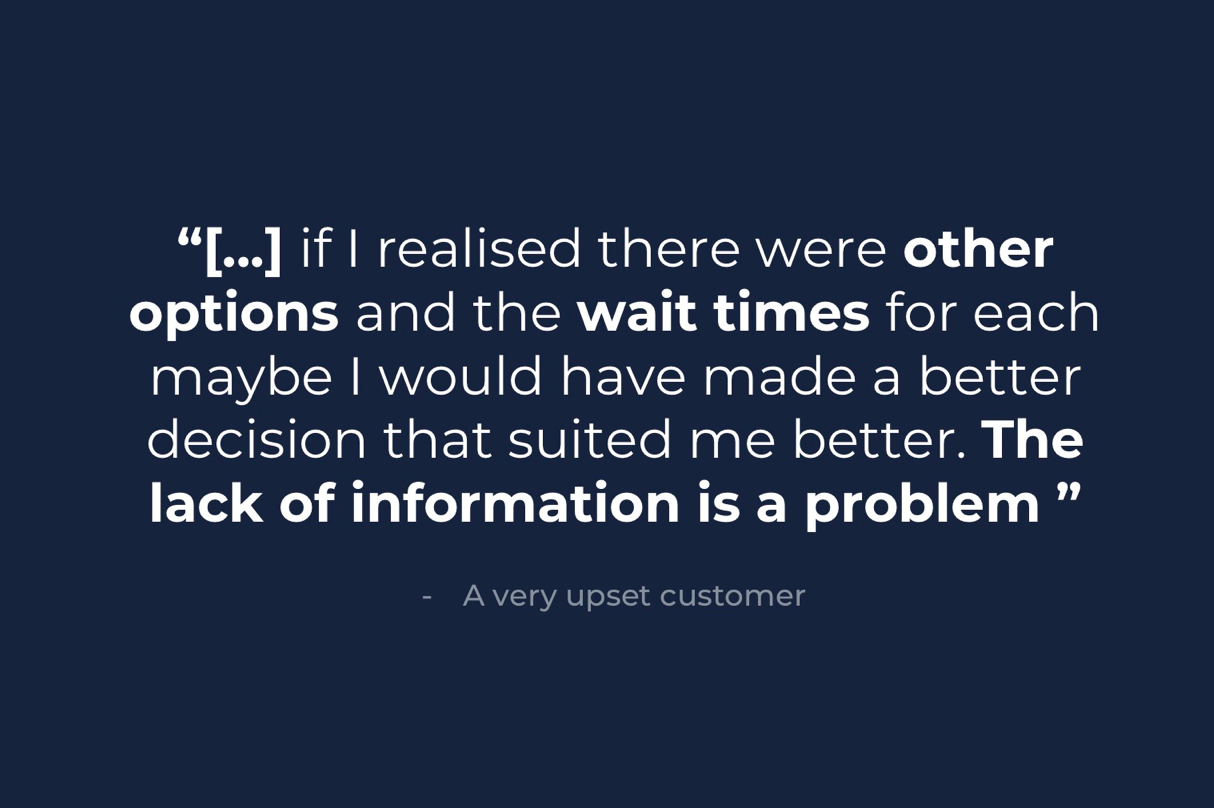 “[...] if I realised there were other
options and the wait times for each
maybe I would have made a better
decision that suited me better. The
lack of information is a problem ”
- A very upset customer